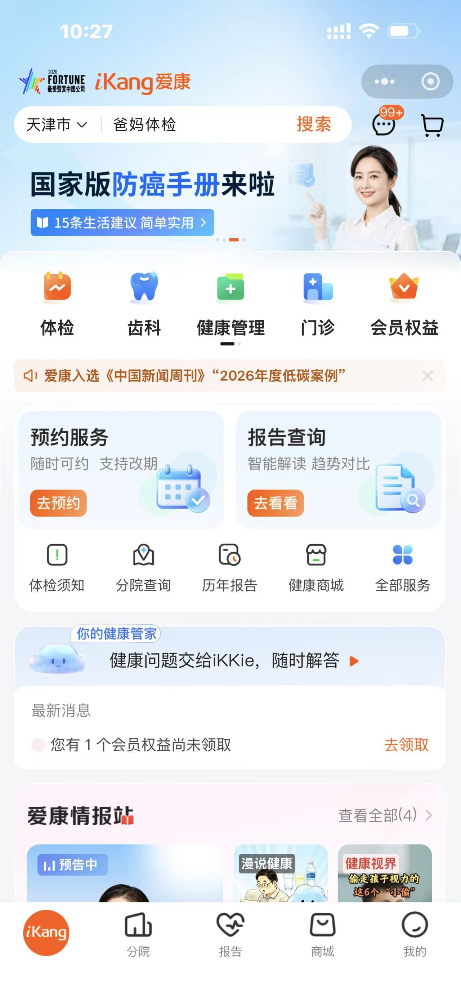 10:27
2026
FORTUNE
最受赞赏中国公司
iKang爱康
天津市
爸妈体检
搜索
99+
国家版防癌手册来啦
15条生活建议 简单实用
体检
齿科
健康管理
门诊
会员权益
爱康入选《中国新闻周刊》“2026年度低碳案例”
预约服务
随时可约 支持改期
去预约
报告查询
智能解读 趋势对比
去看看
体检须知
分院查询
历年报告
健康商城
全部服务
你的健康管家
健康问题交给iKKie，随时解答
最新消息
您有 1 个会员权益尚未领取
去领取
爱康情报站
查看全部(4)
预告中
漫说健康
健康视界
偷走孩子视力的
这6个“小偷”
iKang
分院
报告
商城
我的